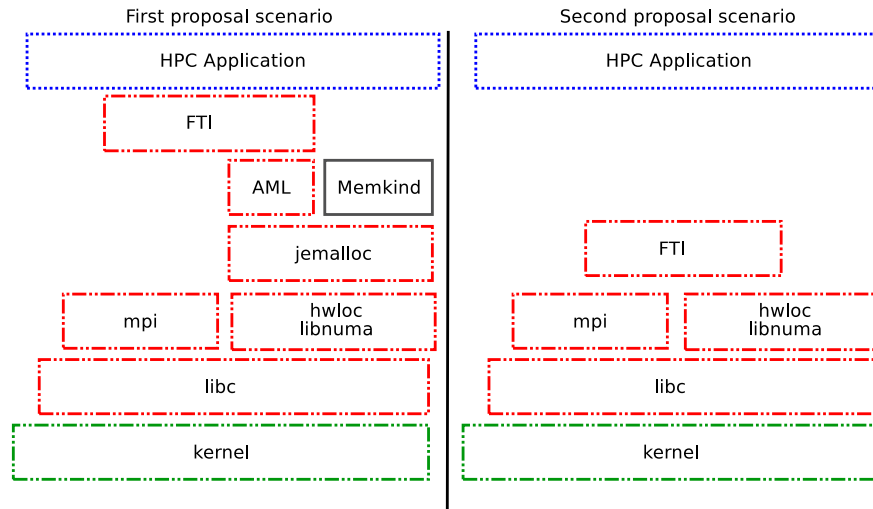 First proposal scenario
HPC Application
FTI
AML
Memkind
jemalloc
mpi
hwloc
libnuma
libc
kernel
Second proposal scenario
HPC Application
FTI
mpi
hwloc
libnuma
libc
kernel